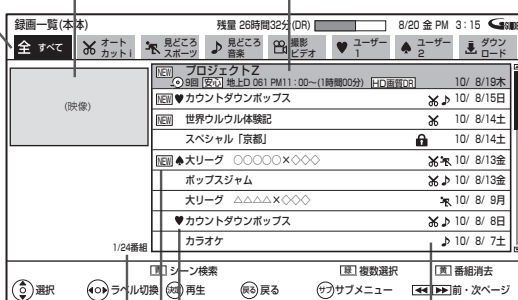 録画一覧(本体) 残量 26時間32分(DR) 8/20 金 PM 3:15
全 すべて オートカットi 見どころスポーツ 見どころ音楽 撮影ビデオ ♥ ユーザー1 ♠ ユーザー2 ダウンロード
(映像)
NEW プロジェクトZ
9回 安心 地上D 061 PM11:00~(1時間00分) HD画質DR 10/ 8/19木
NEW ♥カウントダウンポップス 10/ 8/15日
NEW 世界ウルウル体験記 10/ 8/14土
スペシャル「京都」 10/ 8/14土
NEW ♠大リーグ ○○○○○×◇◇◇ 10/ 8/13金
ポップスジャム 10/ 8/13金
大リーグ △△△△×◇◇◇ 10/ 8/ 9月
♥カウントダウンポップス 10/ 8/ 8日
カラオケ 10/ 8/ 7土
1/24番組
青 シーン検索 緑 複数選択 黄 番組消去
選択 ラベル切換 決定 再生 戻る 戻る サブ サブメニュー 前・次ページ